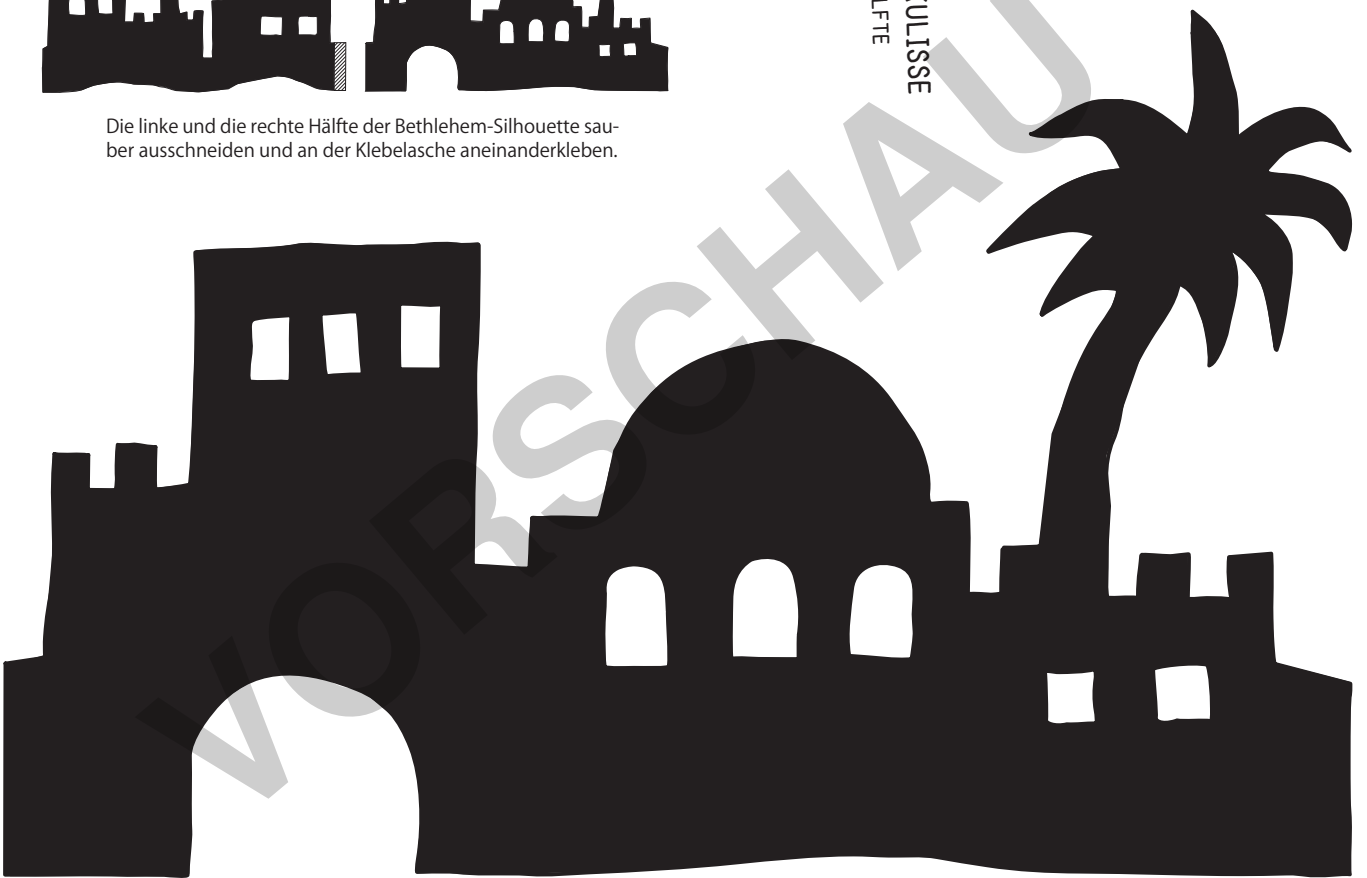 Die linke und die rechte Hälfte der Bethlehem-Silhouette sau-
ber ausschneiden und an der Klebelasche aneinanderkleben.
VORSCHAU